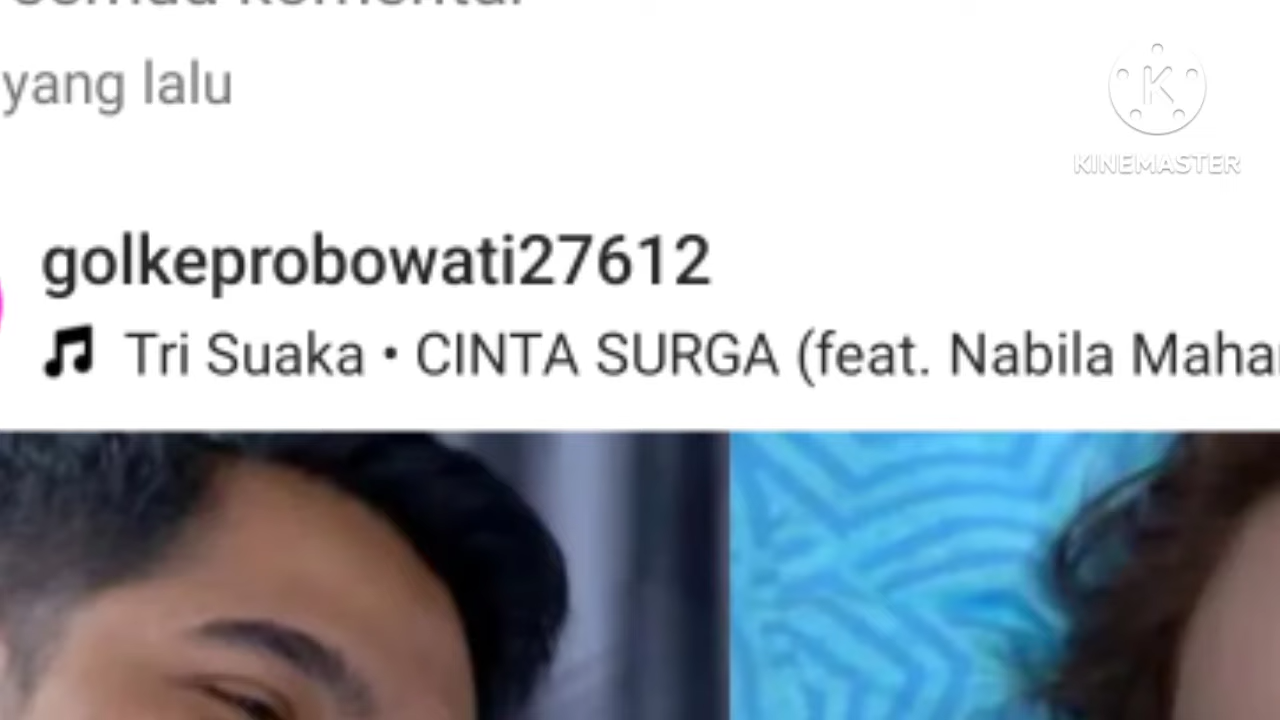 yang lalu
KINEMASTER
golkeprobowati27612
Tri Suaka • CINTA SURGA (feat. Nabila Mahar